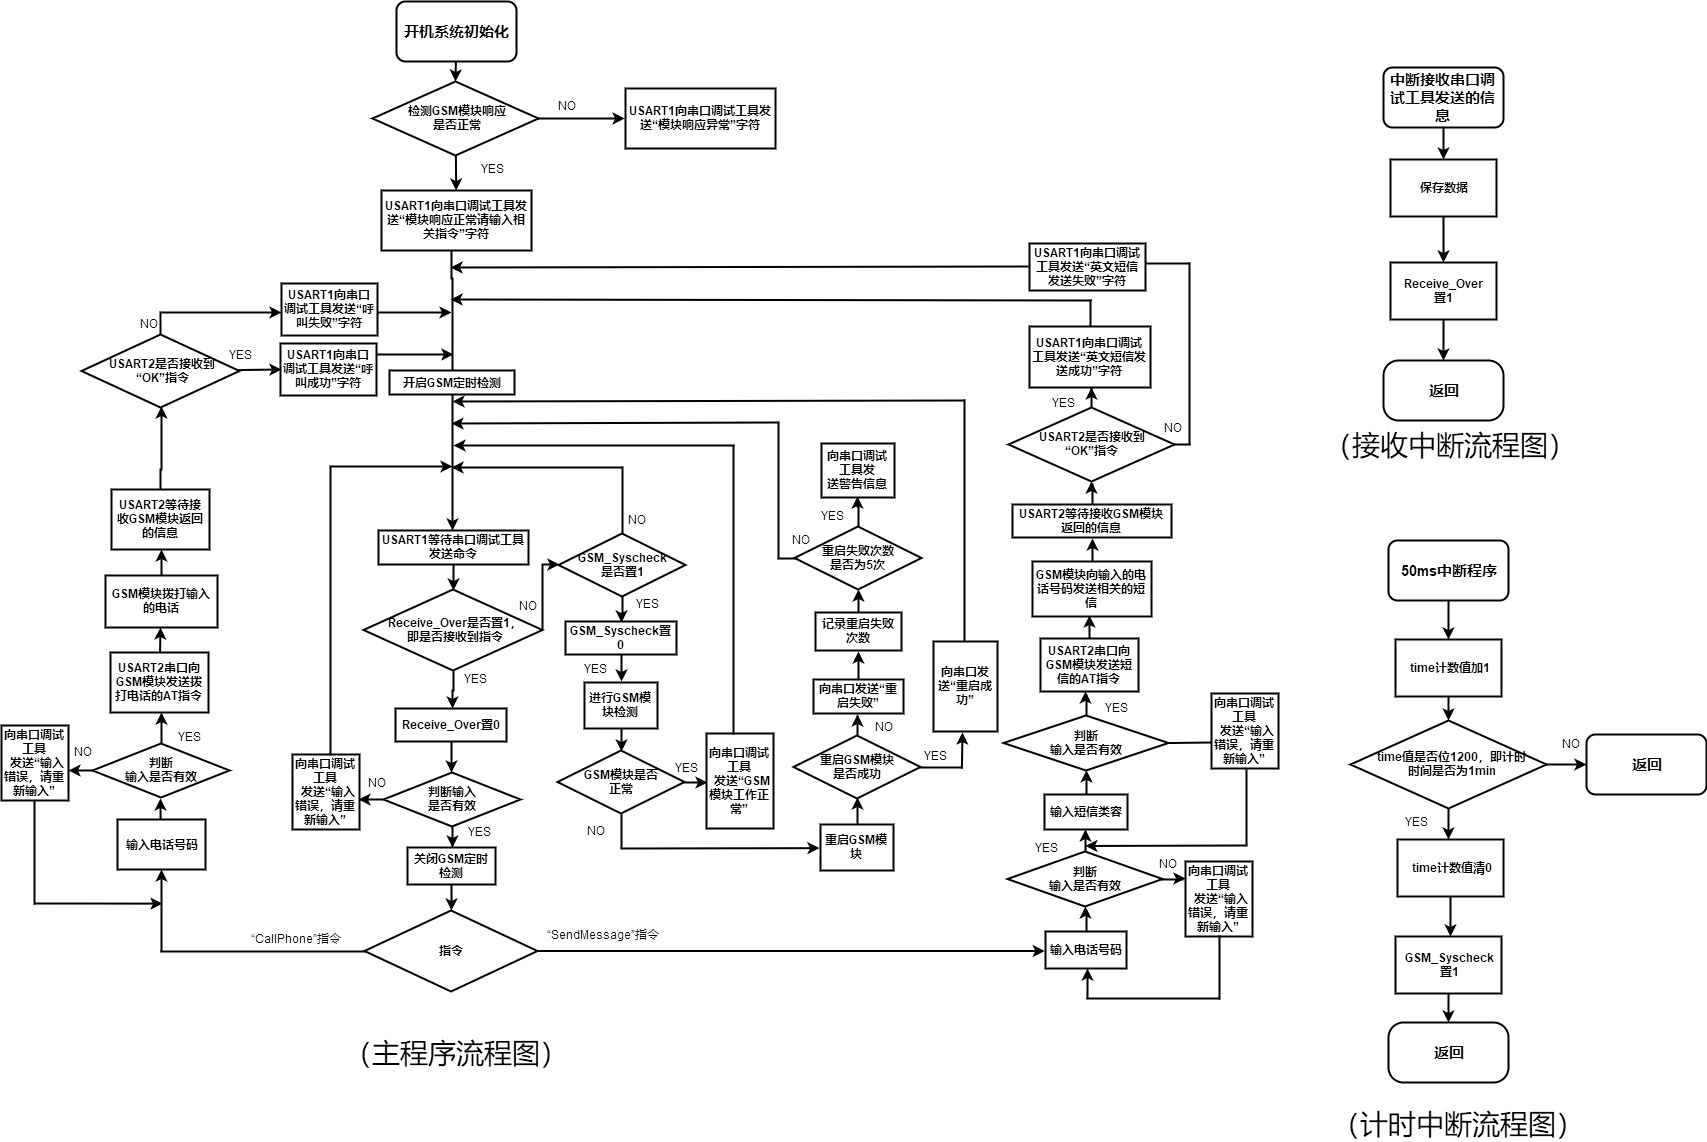 开机系统初始化
检测GSM模块响应
是否正常
NO
USART1向串口调试工具发
送“模块响应异常”字符
YES
USART1向串口调试工具发
送“模块响应正常请输入相
关指令”字符
USART1向串口
调试工具发送“呼
叫失败”字符
NO
USART2是否接收到
“OK”指令
YES
USART1向串口
调试工具发送“呼
叫成功”字符
开启GSM定时检测
USART2等待接
收GSM模块返回
的信息
GSM模块拨打输入
的电话
USART2串口向
GSM模块发送拨
打电话的AT指令
YES
判断
输入是否有效
NO
向串口调试
工具
发送“输入
错误，请重
新输入”
输入电话号码
USART1等待串口调试工具
发送命令
Receive_Over是否置1，
即是否接收到指令
NO
YES
Receive_Over置0
判断输入
是否有效
NO
向串口调试
工具
发送“输入
错误，请重
新输入”
YES
关闭GSM定时
检测
指令
“CallPhone”指令
“SendMessage”指令
NO
GSM_Syscheck
是否置1
YES
GSM_Syscheck置
0
YES
进行GSM模
块检测
GSM模块是否
正常
YES
向串口调试
工具
发送“GSM
模块工作正
常”
NO
重启GSM模
块
重启GSM模块
是否成功
NO
YES
向串口发送“重
启失败”
记录重启失败
次数
重启失败次数
是否为5次
NO
YES
向串口调试
工具发
送警告信息
向串口发
送“重启成
功”
USART1向串口调试
工具发送“英文短信
发送失败”字符
USART1向串口调试
工具发送“英文短信发
送成功”字符
YES
USART2是否接收到
“OK”指令
NO
USART2等待接收GSM模块
返回的信息
GSM模块向输入的电
话号码发送相关的短
信
USART2串口向
GSM模块发送短
信的AT指令
YES
判断
输入是否有效
向串口调试
工具
发送“输入
错误，请重
新输入”
输入短信类容
YES
判断
输入是否有效
NO
向串口调试
工具
发送“输入
错误，请重
新输入”
输入电话号码
（主程序流程图）
中断接收串口调
试工具发送的信
息
保存数据
Receive_Over
置1
返回
（接收中断流程图）
50ms中断程序
time计数值加1
time值是否位1200，即计时
时间是否为1min
NO
返回
YES
time计数值清0
GSM_Syscheck
置1
返回
（计时中断流程图）